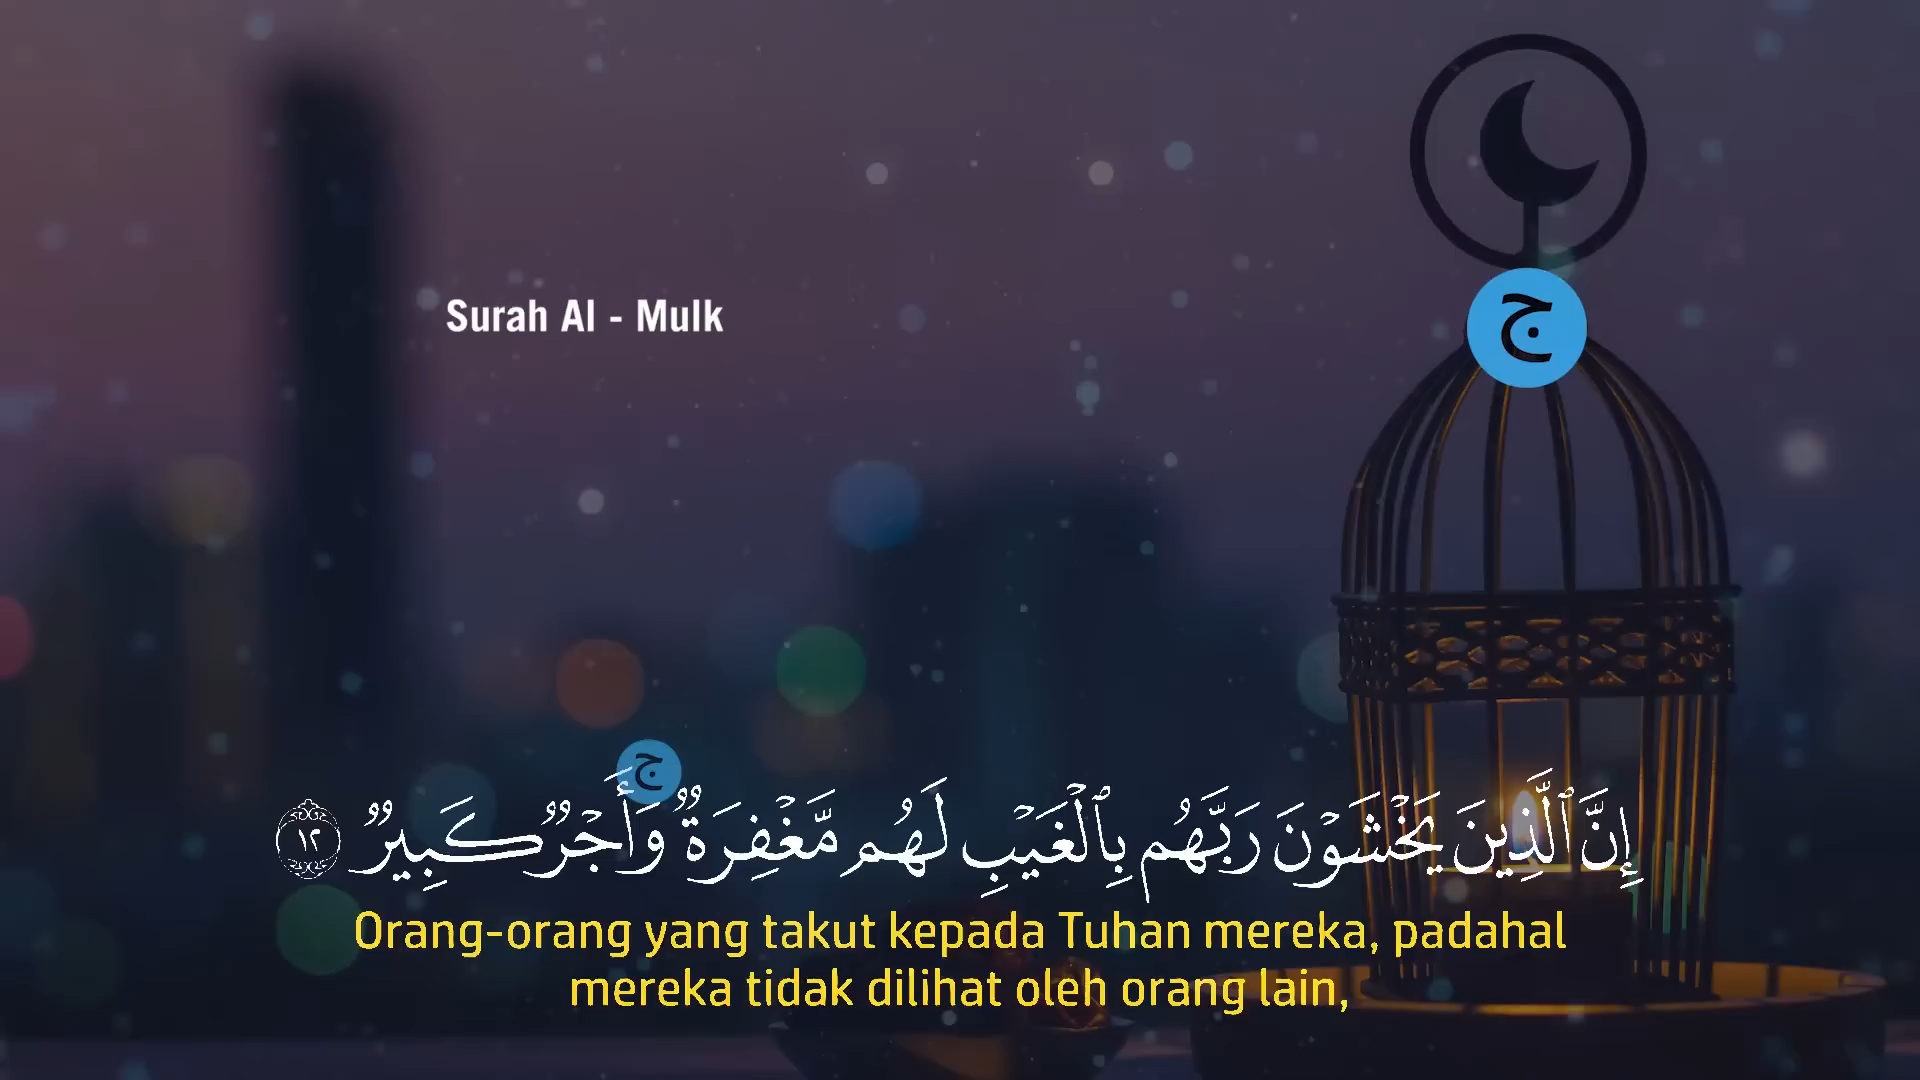 Surah Al - Mulk
ج
ج
إِنَّ ٱلَّذِينَ يَخْشَوْنَ رَبَّهُم بِٱلْغَيْبِ لَهُم مَّغْفِرَةٌ وَأَجْرٌ كَبِيرٌ ١٢
Orang-orang yang takut kepada Tuhan mereka, padahal
mereka tidak dilihat oleh orang lain,